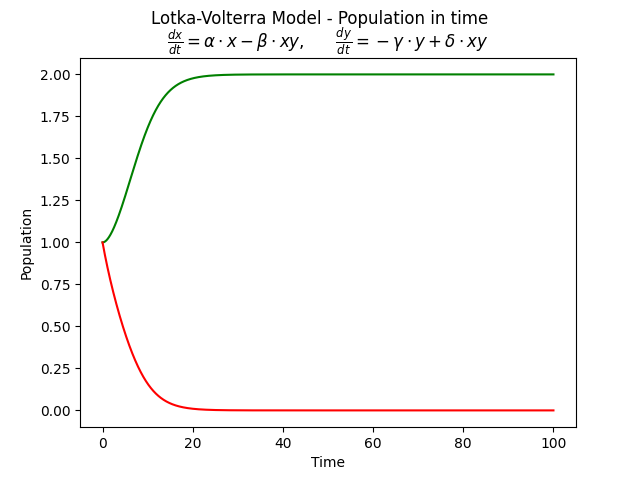 Lotka-Volterra Model - Population in time
dx/dt = α · x − β · xy,    dy/dt = − γ · y + δ · xy
2.00
1.75
1.50
1.25
1.00
0.75
0.50
0.25
0.00
Population
0 20 40 60 80 100
Time